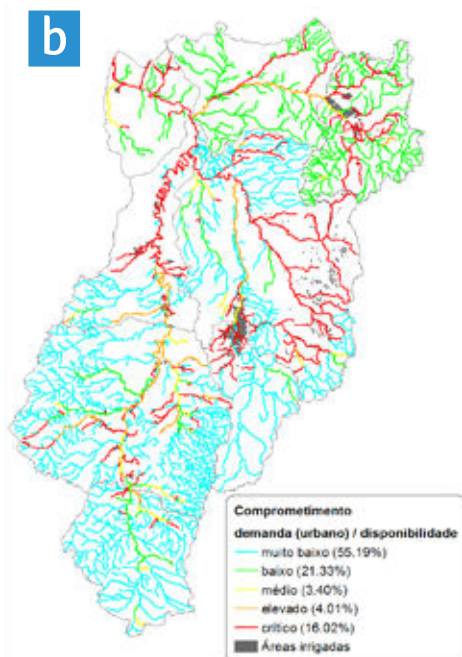 b
Comprometimento
demanda (urbano) / disponibilidade
muito baixo (55.19%)
baixo (21.33%)
médio (3.40%)
elevado (4.01%)
crítico (16.02%)
Áreas irrigadas